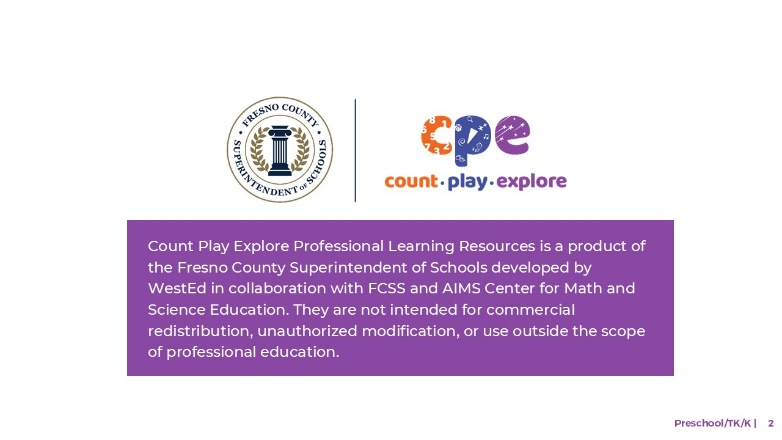 FRESNO COUNTY
SUPERINTENDENT OF SCHOOLS
cpe
count·play·explore
Count Play Explore Professional Learning Resources is a product of
the Fresno County Superintendent of Schools developed by
WestEd in collaboration with FCSS and AIMS Center for Math and
Science Education. They are not intended for commercial
redistribution, unauthorized modification, or use outside the scope
of professional education.
Preschool/TK/K | 2